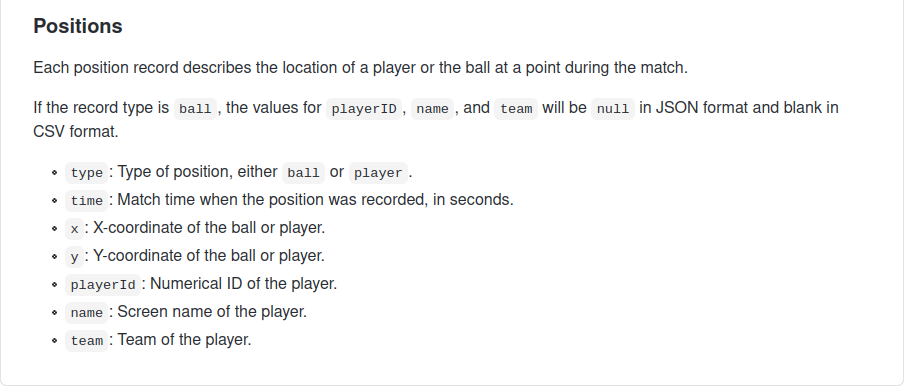 Positions
Each position record describes the location of a player or the ball at a point during the match.
If the record type is ball, the values for playerID, name, and team will be null in JSON format and blank in
CSV format.
type: Type of position, either ball or player.
time: Match time when the position was recorded, in seconds.
x: X-coordinate of the ball or player.
y: Y-coordinate of the ball or player.
playerId: Numerical ID of the player.
name: Screen name of the player.
team: Team of the player.